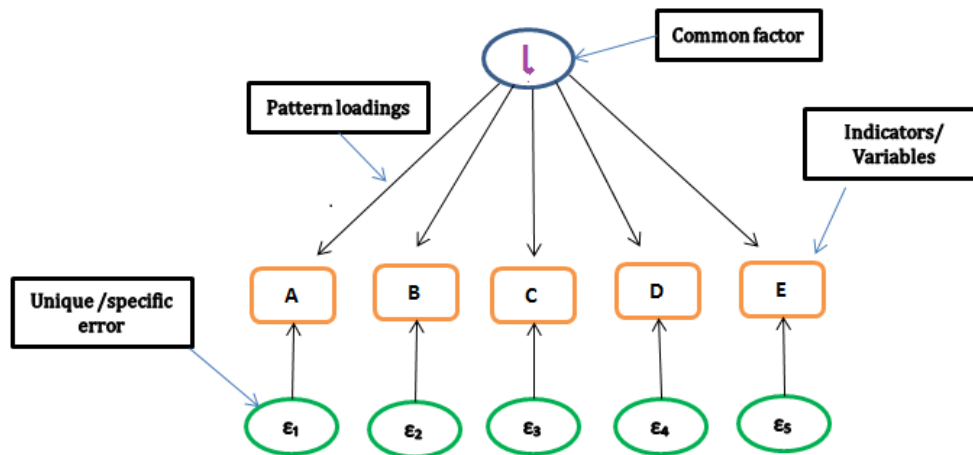 Common factor
Pattern loadings
Indicators/
Variables
A
B
C
D
E
Unique /specific
error
ε₁
ε₂
ε₃
ε₄
ε₅